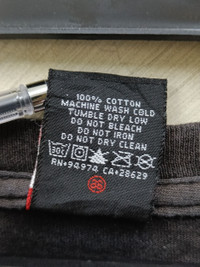 100% COTTON
MACHINE WASH COLD
TUMBLE DRY LOW
DO NOT BLEACH
DO NOT IRON
DO NOT DRY CLEAN
30°
RN•94974 CA•28629